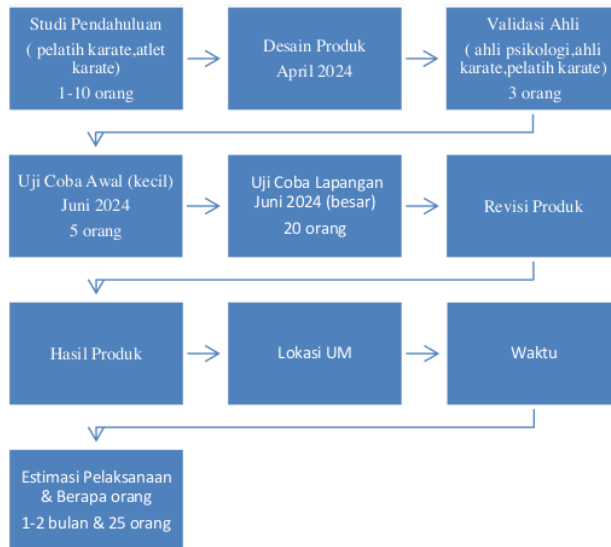 Studi Pendahuluan
( pelatih karate,atlet
karate)
1-10 orang
Desain Produk
April 2024
Validasi Ahli
( ahli psikologi,ahli
karate,pelatih karate)
3 orang
Uji Coba Awal (kecil)
Juni 2024
5 orang
Uji Coba Lapangan
Juni 2024 (besar)
20 orang
Revisi Produk
Hasil Produk
Lokasi UM
Waktu
Estimasi Pelaksanaan
& Berapa orang
1-2 bulan & 25 orang